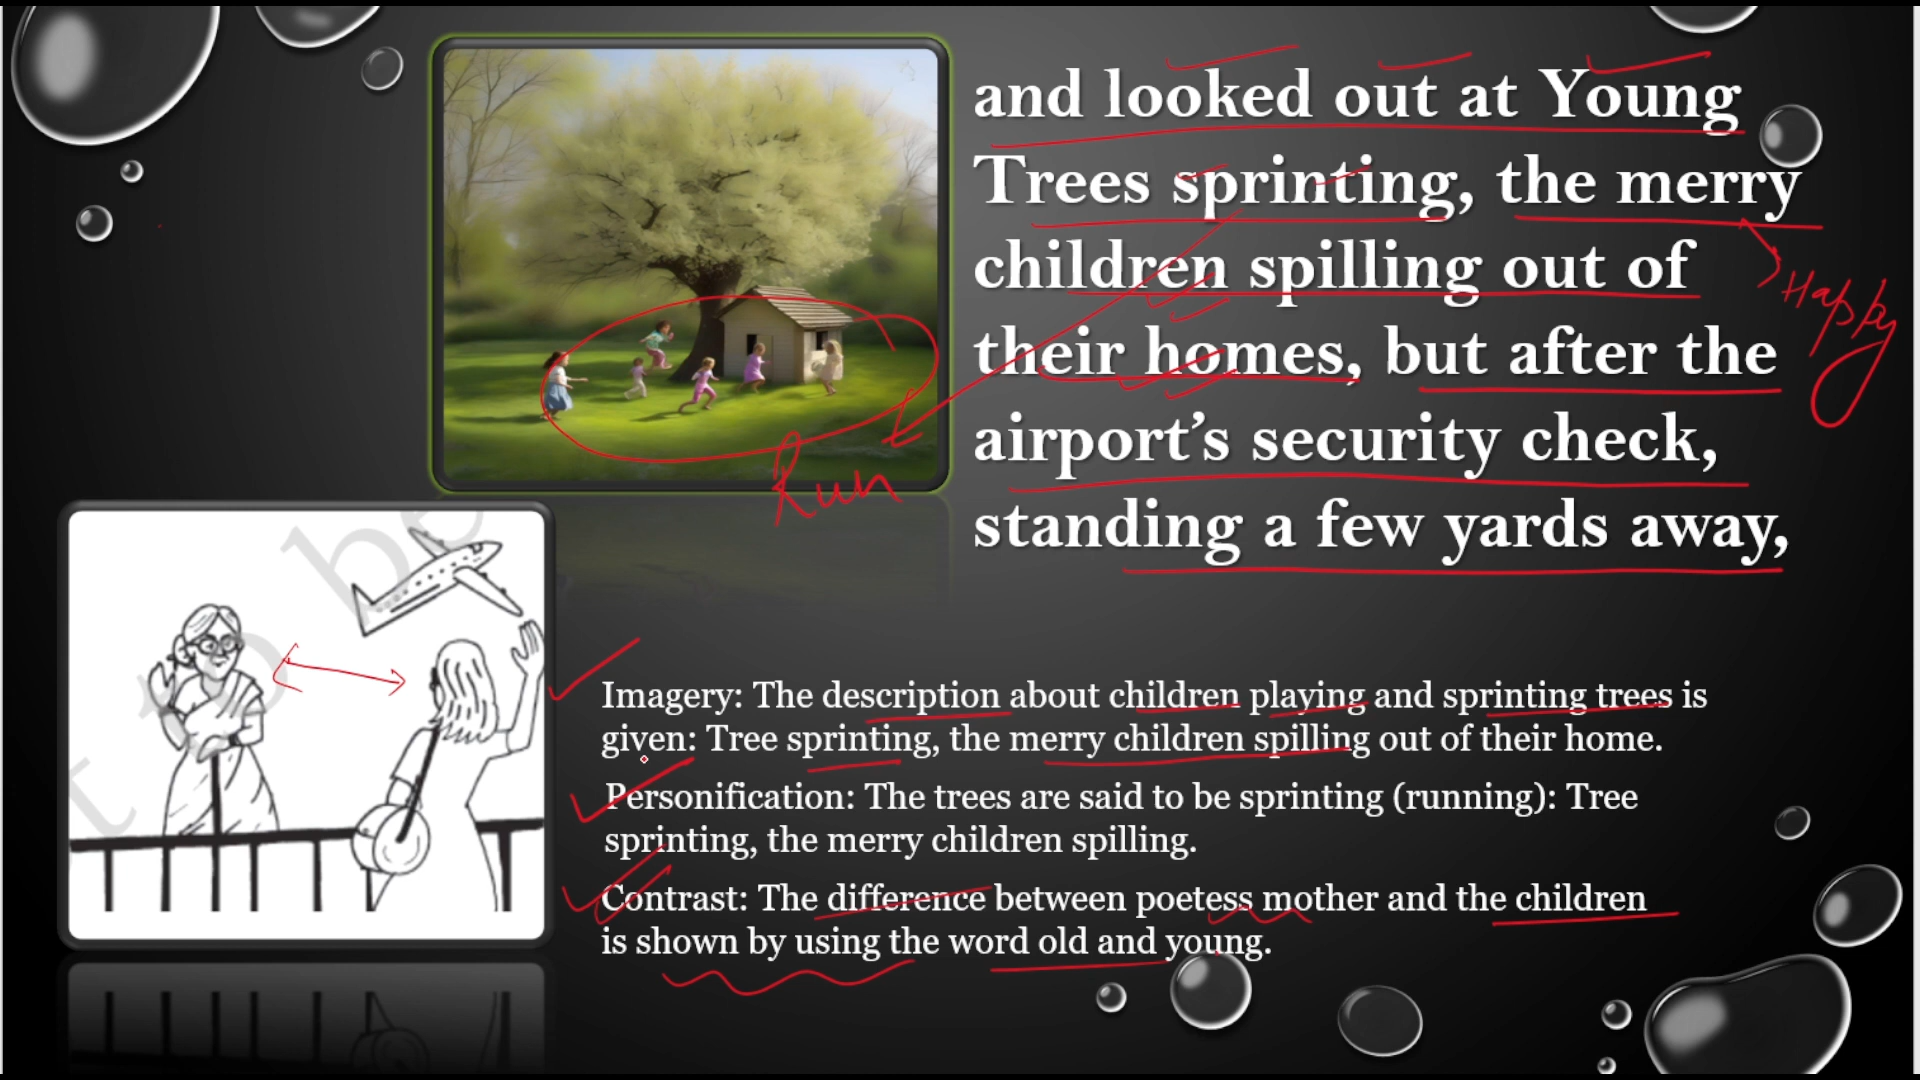 and looked out at Young
Trees sprinting, the merry
children spilling out of
their homes, but after the
airport's security check,
standing a few yards away,
Happy
Run
t to be
Imagery: The description about children playing and sprinting trees is
given: Tree sprinting, the merry children spilling out of their home.
Personification: The trees are said to be sprinting (running): Tree
sprinting, the merry children spilling.
Contrast: The difference between poetess mother and the children
is shown by using the word old and young.